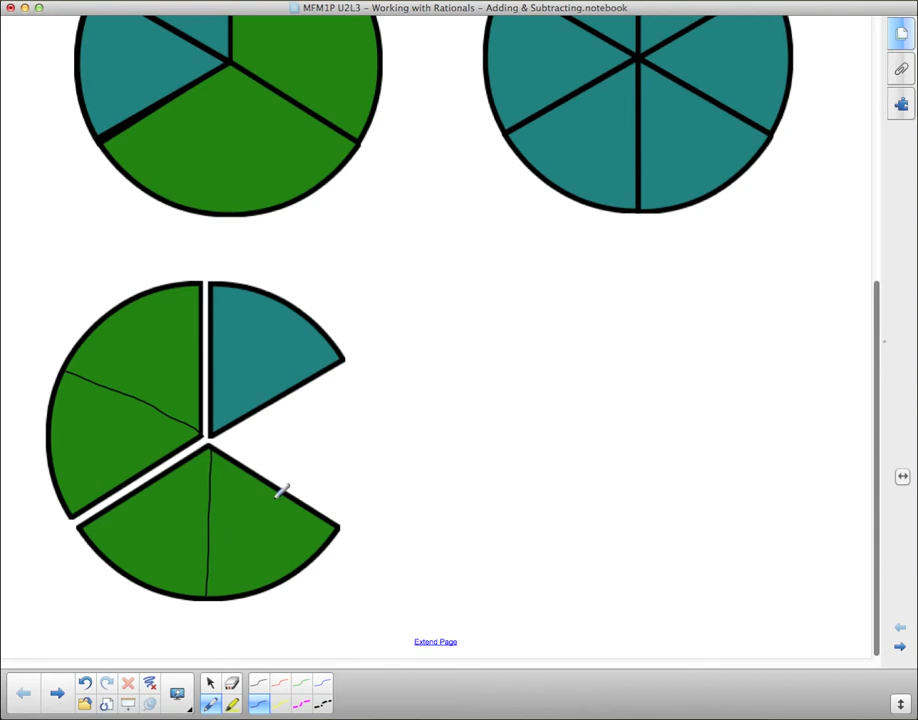 MFM1P U2L3 – Working with Rationals – Adding & Subtracting.notebook
Extend Page